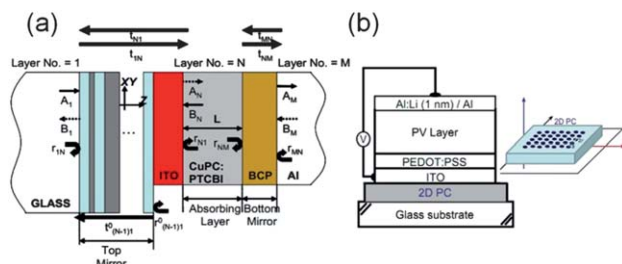 (a)
t_N1
t_1N
t_MN
t_NM
Layer No. = 1
Layer No. = N
Layer No. = M
XY
Z
A_1
B_1
r_1N
...
A_N
B_N
L
r_N1
r_NM
A_M
B_M
r_MN
GLASS
ITO
CuPC:
PTCBI
BCP
Al
t⁰_(N-1)1
r⁰_(N-1)1
Absorbing
Layer
Bottom
Mirror
Top
Mirror
(b)
Al:Li (1 nm) / Al
V
PV Layer
PEDOT:PSS
ITO
2D PC
Glass substrate
2D PC